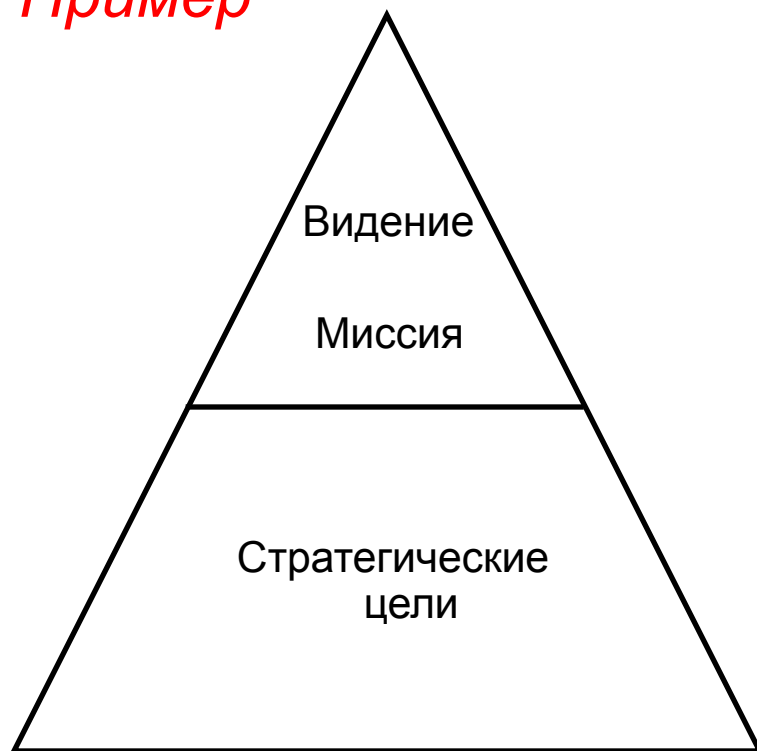 Пример
Видение
Миссия
Стратегические
цели